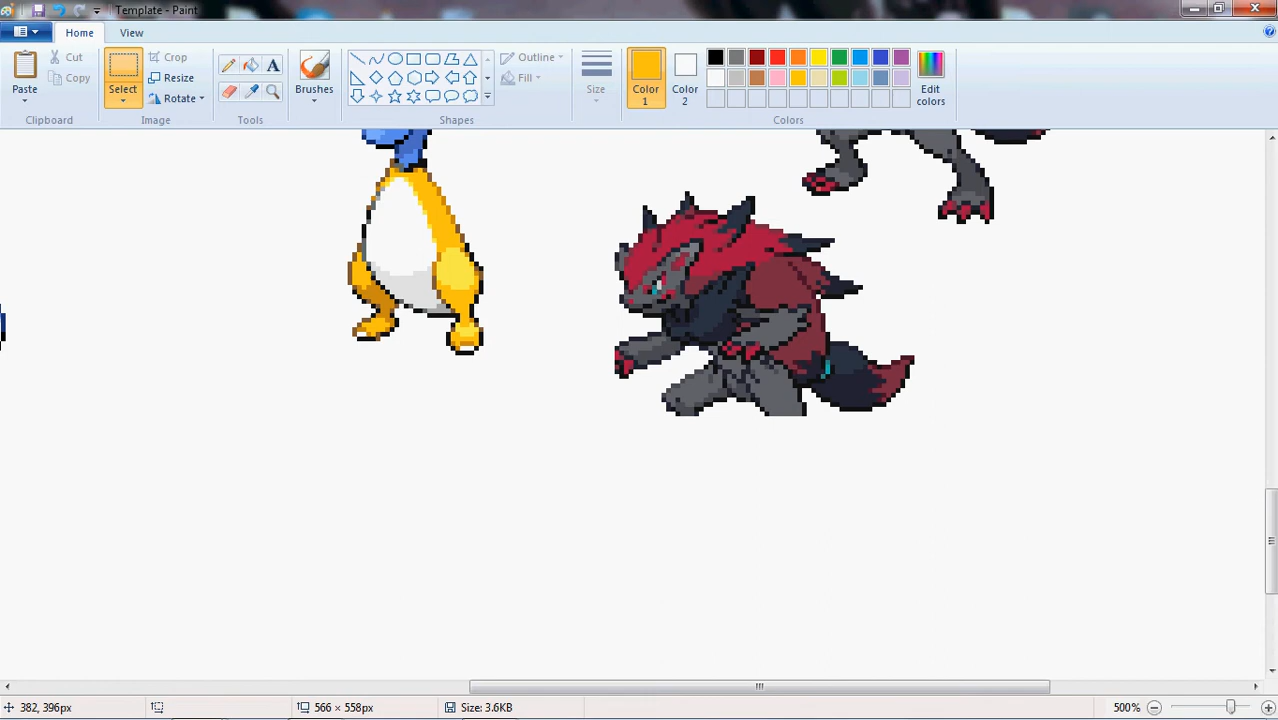 Template - Paint
Home View
Paste Cut Copy Select Crop Resize Rotate Brushes Outline Fill Size Color 1 Color 2 Edit colors
Clipboard Image Tools Shapes Colors
382, 396px 566 × 558px Size: 3.6KB 500%